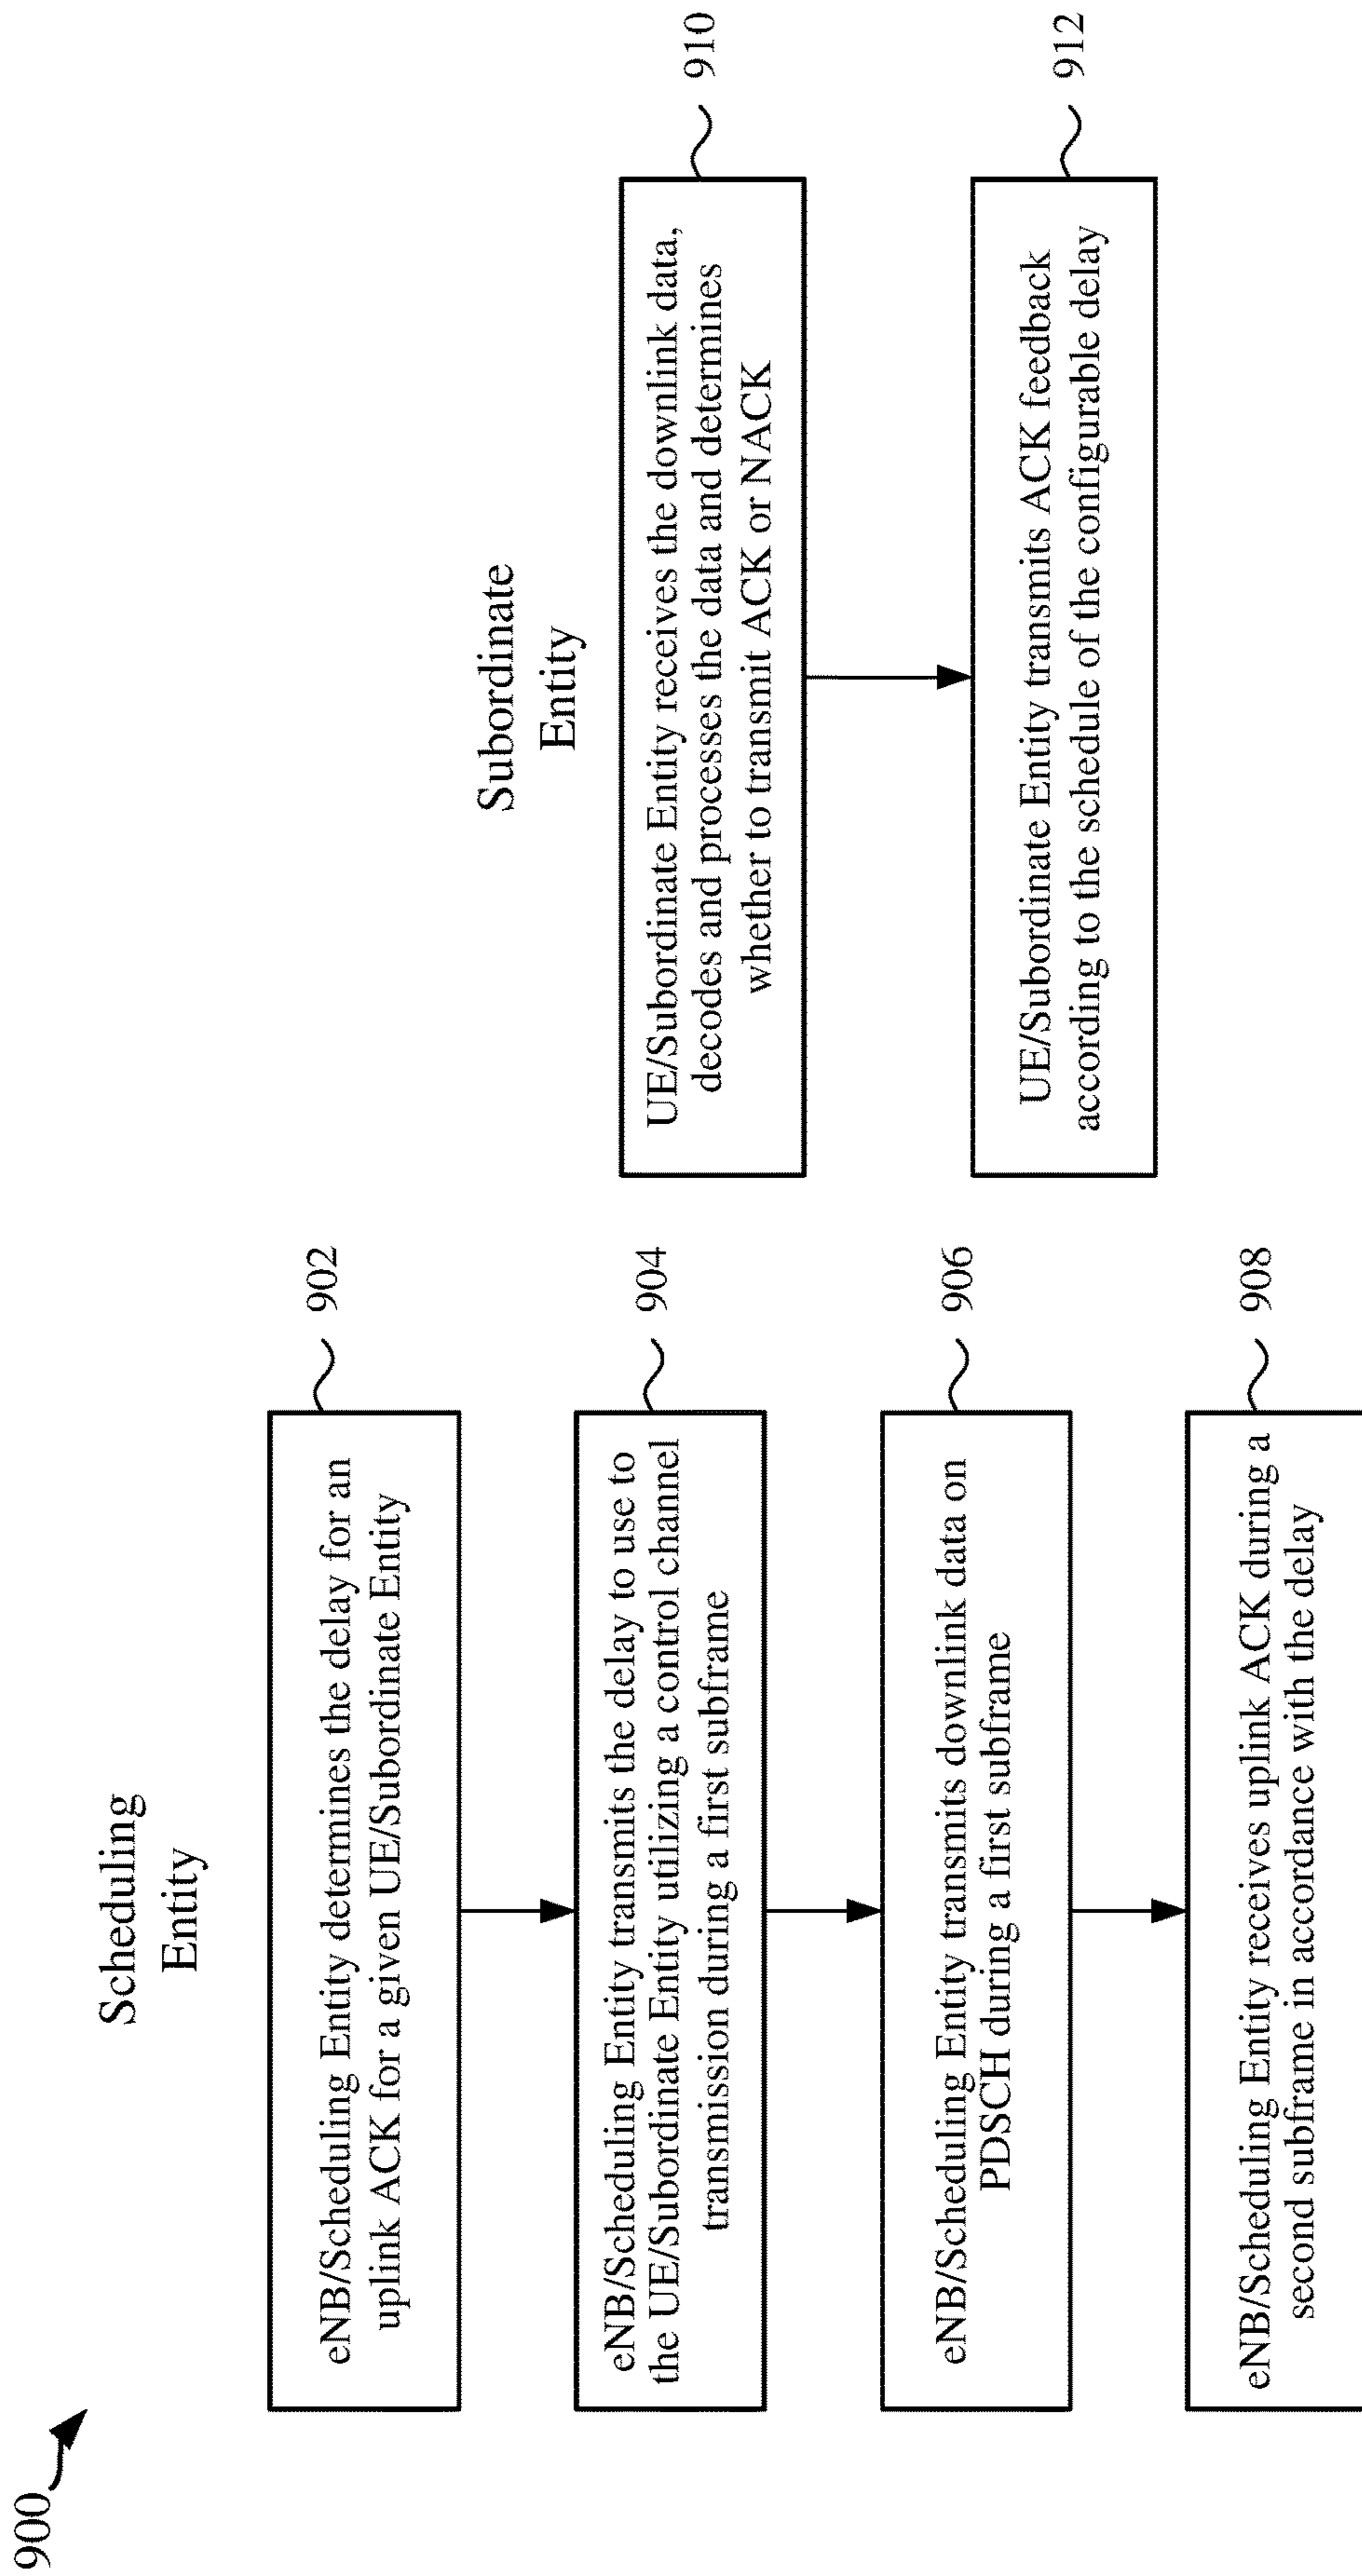 900
Scheduling
Entity
eNB/Scheduling Entity determines the delay for an
uplink ACK for a given UE/Subordinate Entity
902
eNB/Scheduling Entity transmits the delay to use to
the UE/Subordinate Entity utilizing a control channel
transmission during a first subframe
904
eNB/Scheduling Entity transmits downlink data on
PDSCH during a first subframe
906
eNB/Scheduling Entity receives uplink ACK during a
second subframe in accordance with the delay
908
Subordinate
Entity
UE/Subordinate Entity receives the downlink data,
decodes and processes the data and determines
whether to transmit ACK or NACK
910
UE/Subordinate Entity transmits ACK feedback
according to the schedule of the configurable delay
912